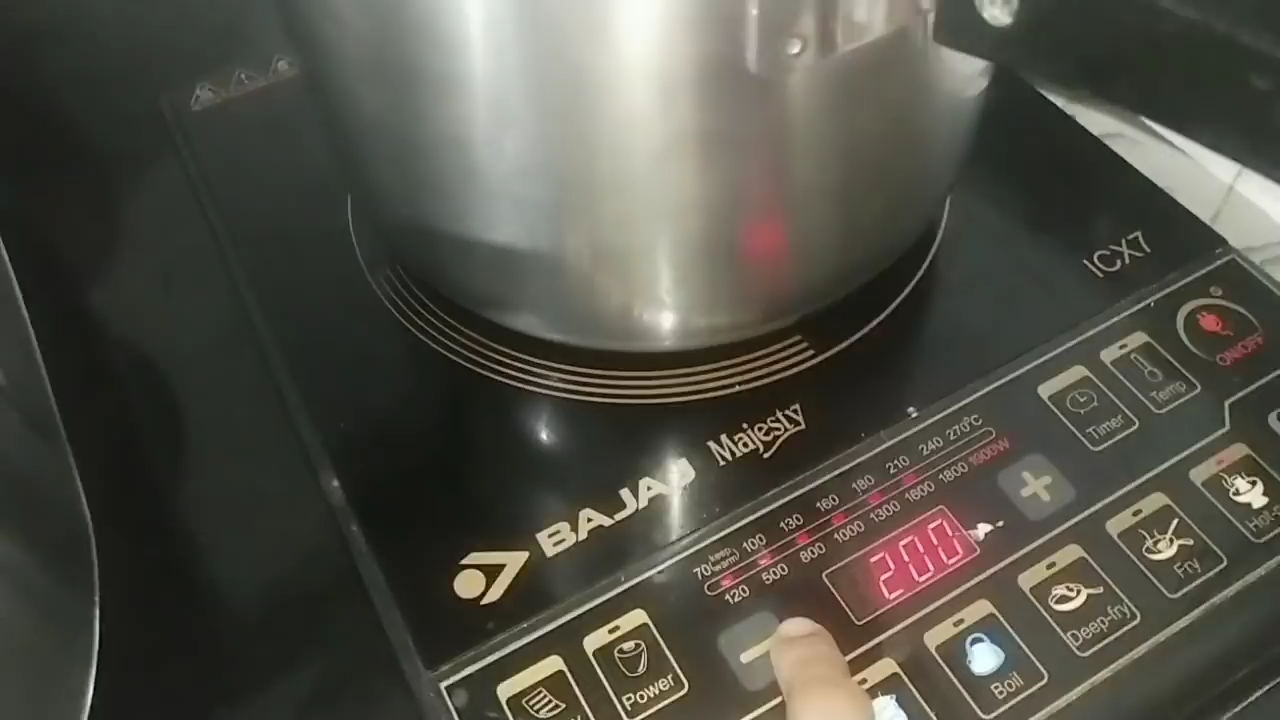 ICX7
ON/OFF
Temp
Timer
Majesty
BAJAJ
70(keep warm) 100 130 160 180 210 240 270°C
120 500 800 1000 1300 1600 1800 1900W
200
+
Fry
Deep-fry
Boil
—
Power